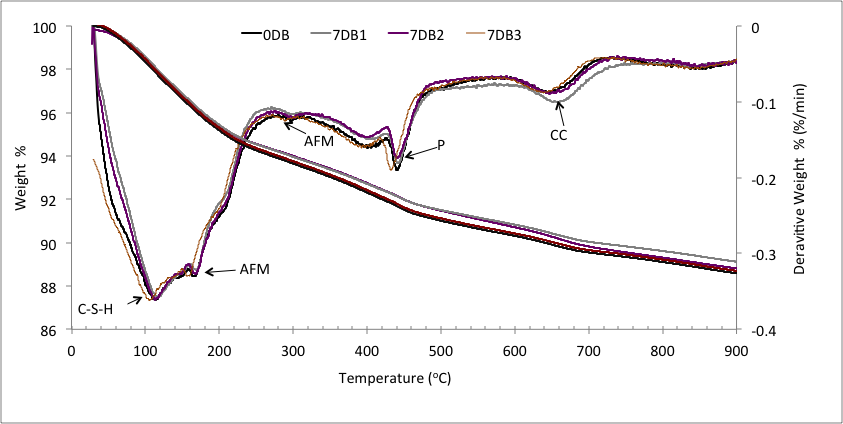 0DB 7DB1 7DB2 7DB3
100
98
96
94
92
90
88
86
Weight %
0
-0.1
-0.2
-0.3
-0.4
Deravitive Weight % (%/min)
AFM
P
CC
AFM
C-S-H
0 100 200 300 400 500 600 700 800 900
Temperature (°C)